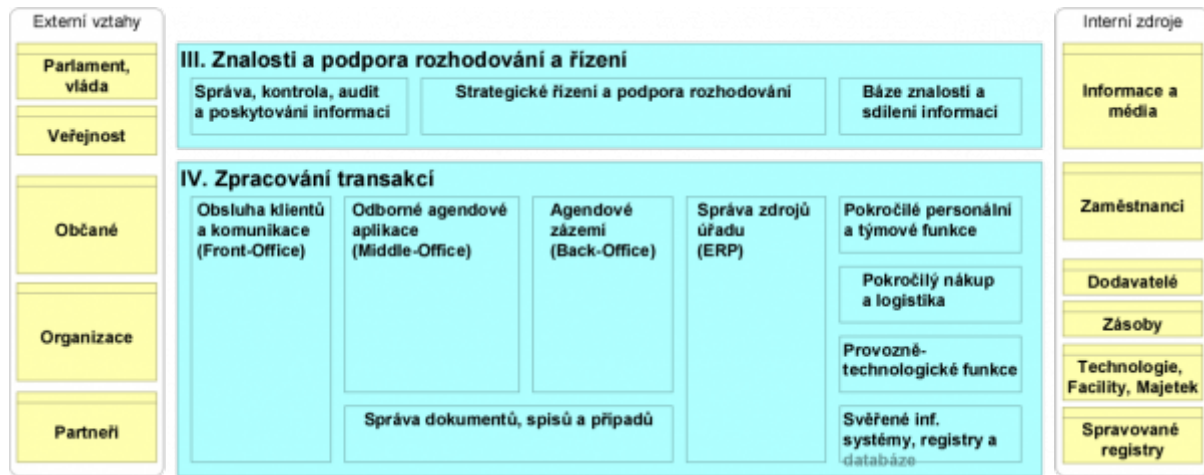 Externí vztahy
Parlament,
vláda
Veřejnost
Občané
Organizace
Partneři
III. Znalosti a podpora rozhodování a řízení
Správa, kontrola, audit
a poskytování informací
Strategické řízení a podpora rozhodování
Báze znalostí a
sdílení informací
IV. Zpracování transakcí
Obsluha klientů
a komunikace
(Front-Office)
Odborné agendové
aplikace
(Middle-Office)
Agendové
zázemí
(Back-Office)
Správa zdrojů
úřadu
(ERP)
Pokročilé personální
a týmové funkce
Pokročilý nákup
a logistika
Provozně-
technologické funkce
Správa dokumentů, spisů a případů
Svěřené inf.
systémy, registry a
databáze
Interní zdroje
Informace a
média
Zaměstnanci
Dodavatelé
Zásoby
Technologie,
Facility, Majetek
Spravované
registry